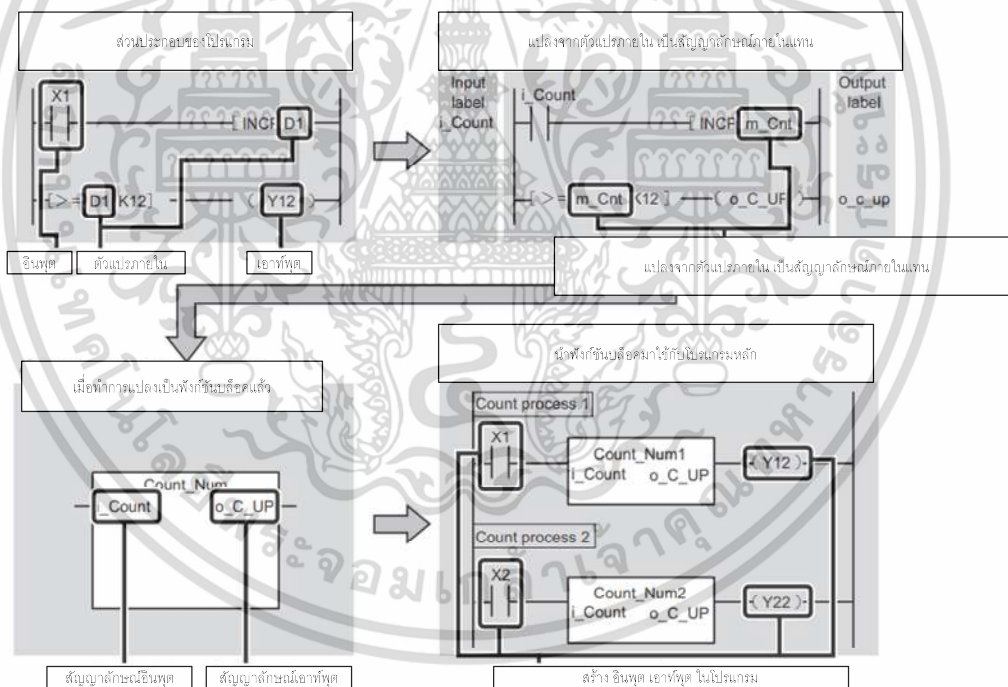 ส่วนประกอบของโปรแกรม
X1
INCP D1
>= D1 K12
Y12
อินพุต
ตัวแปรภายใน
เอาท์พุต
แปลงจากตัวแปรภายใน เป็นสัญญาลักษณ์ภายในแทน
Input label
i_Count
i_Count
INCP m_Cnt
>= m_Cnt K12
o_C_UP
Output label
o_c_up
แปลงจากตัวแปรภายใน เป็นสัญญาลักษณ์ภายในแทน
เมื่อทำการแปลงเป็นฟังก์ชันบล็อคแล้ว
Count_Num
i_Count
o_C_UP
สัญญาลักษณ์อินพุต
สัญญาลักษณ์เอาท์พุต
นำฟังก์ชันบล็อคมาใช้กับโปรแกรมหลัก
Count process 1
X1
Count_Num1
i_Count o_C_UP
Y12
Count process 2
X2
Count_Num2
i_Count o_C_UP
Y22
สร้าง อินพุต เอาท์พุต ในโปรแกรม